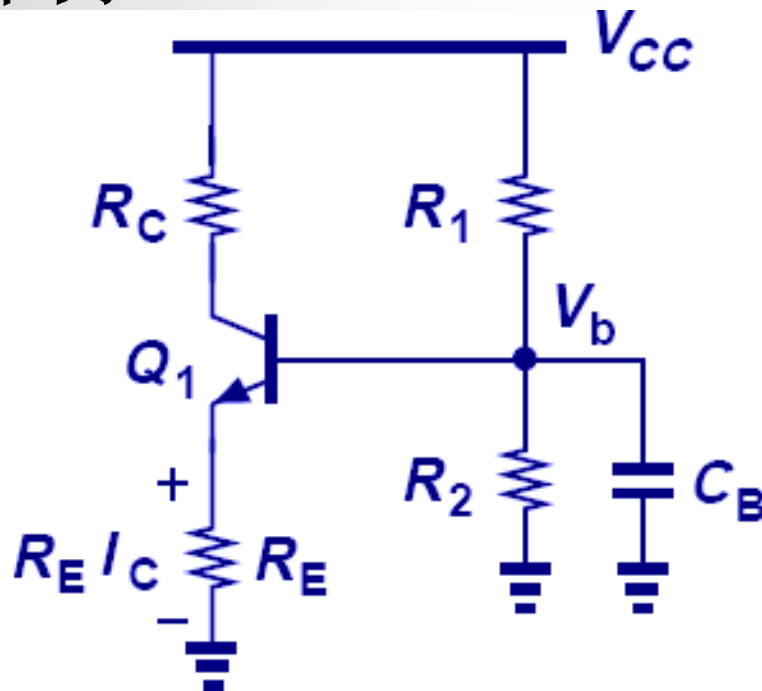 V_CC
R_C
R_1
V_b
Q_1
+
R_E I_C
R_E
−
R_2
C_B